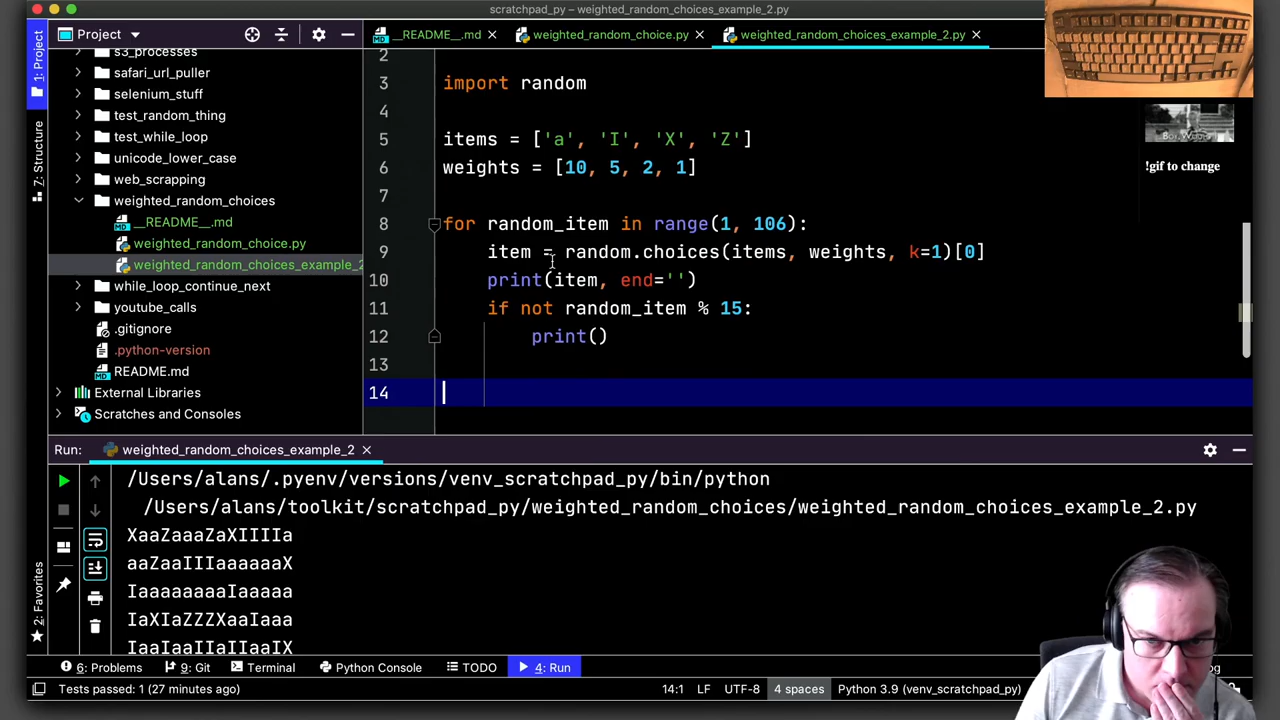 scratchpad_py – weighted_random_choices_example_2.py
Project
__README__.md
weighted_random_choice.py
weighted_random_choices_example_2.py
1: Project
7: Structure
2: Favorites
s3_processes
safari_url_puller
selenium_stuff
test_random_thing
test_while_loop
unicode_lower_case
web_scrapping
weighted_random_choices
__README__.md
weighted_random_choice.py
weighted_random_choices_example_2
while_loop_continue_next
youtube_calls
.gitignore
.python-version
README.md
External Libraries
Scratches and Consoles
2
3 import random
4
5 items = ['a', 'I', 'X', 'Z']
6 weights = [10, 5, 2, 1]
7
8 for random_item in range(1, 106):
9 item = random.choices(items, weights, k=1)[0]
10 print(item, end='')
11 if not random_item % 15:
12 print()
13
14
!gif to change
Run: weighted_random_choices_example_2
/Users/alans/.pyenv/versions/venv_scratchpad_py/bin/python
/Users/alans/toolkit/scratchpad_py/weighted_random_choices/weighted_random_choices_example_2.py
XaaZaaaZaXIIIIa
aaZaaIIIaaaaaaX
IaaaaaaaaIaaaaa
IaXIaZZZXaaIaaa
IaaIaaIIaIIaaIX
6: Problems
9: Git
Terminal
Python Console
TODO
4: Run
Tests passed: 1 (27 minutes ago)
14:1 LF UTF-8 4 spaces Python 3.9 (venv_scratchpad_py)